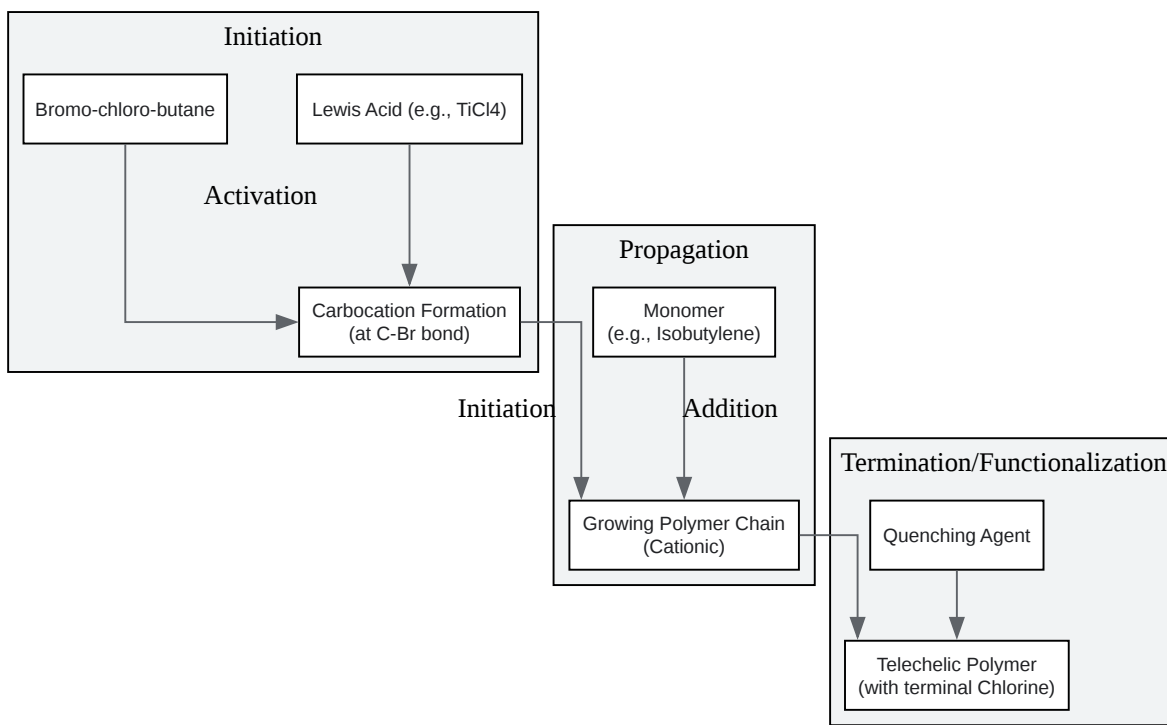 Initiation
Bromo-chloro-butane
Lewis Acid (e.g., TiCl4)
Activation
Carbocation Formation
(at C-Br bond)
Propagation
Monomer
(e.g., Isobutylene)
Initiation
Addition
Growing Polymer Chain
(Cationic)
Termination/Functionalization
Quenching Agent
Telechelic Polymer
(with terminal Chlorine)